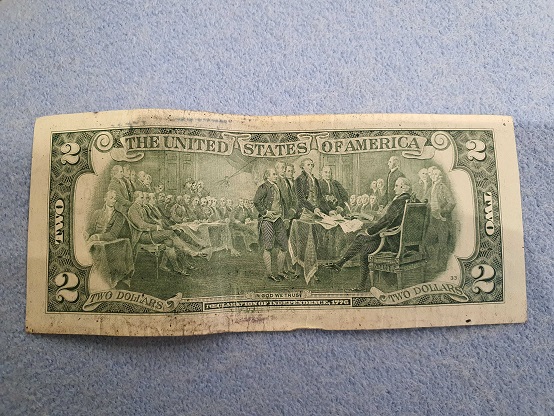 THE UNITED STATES OF AMERICA
2
2
TWO
TWO
2
2
TWO DOLLARS
IN GOD WE TRUST
33
TWO DOLLARS
DECLARATION OF INDEPENDENCE, 1776